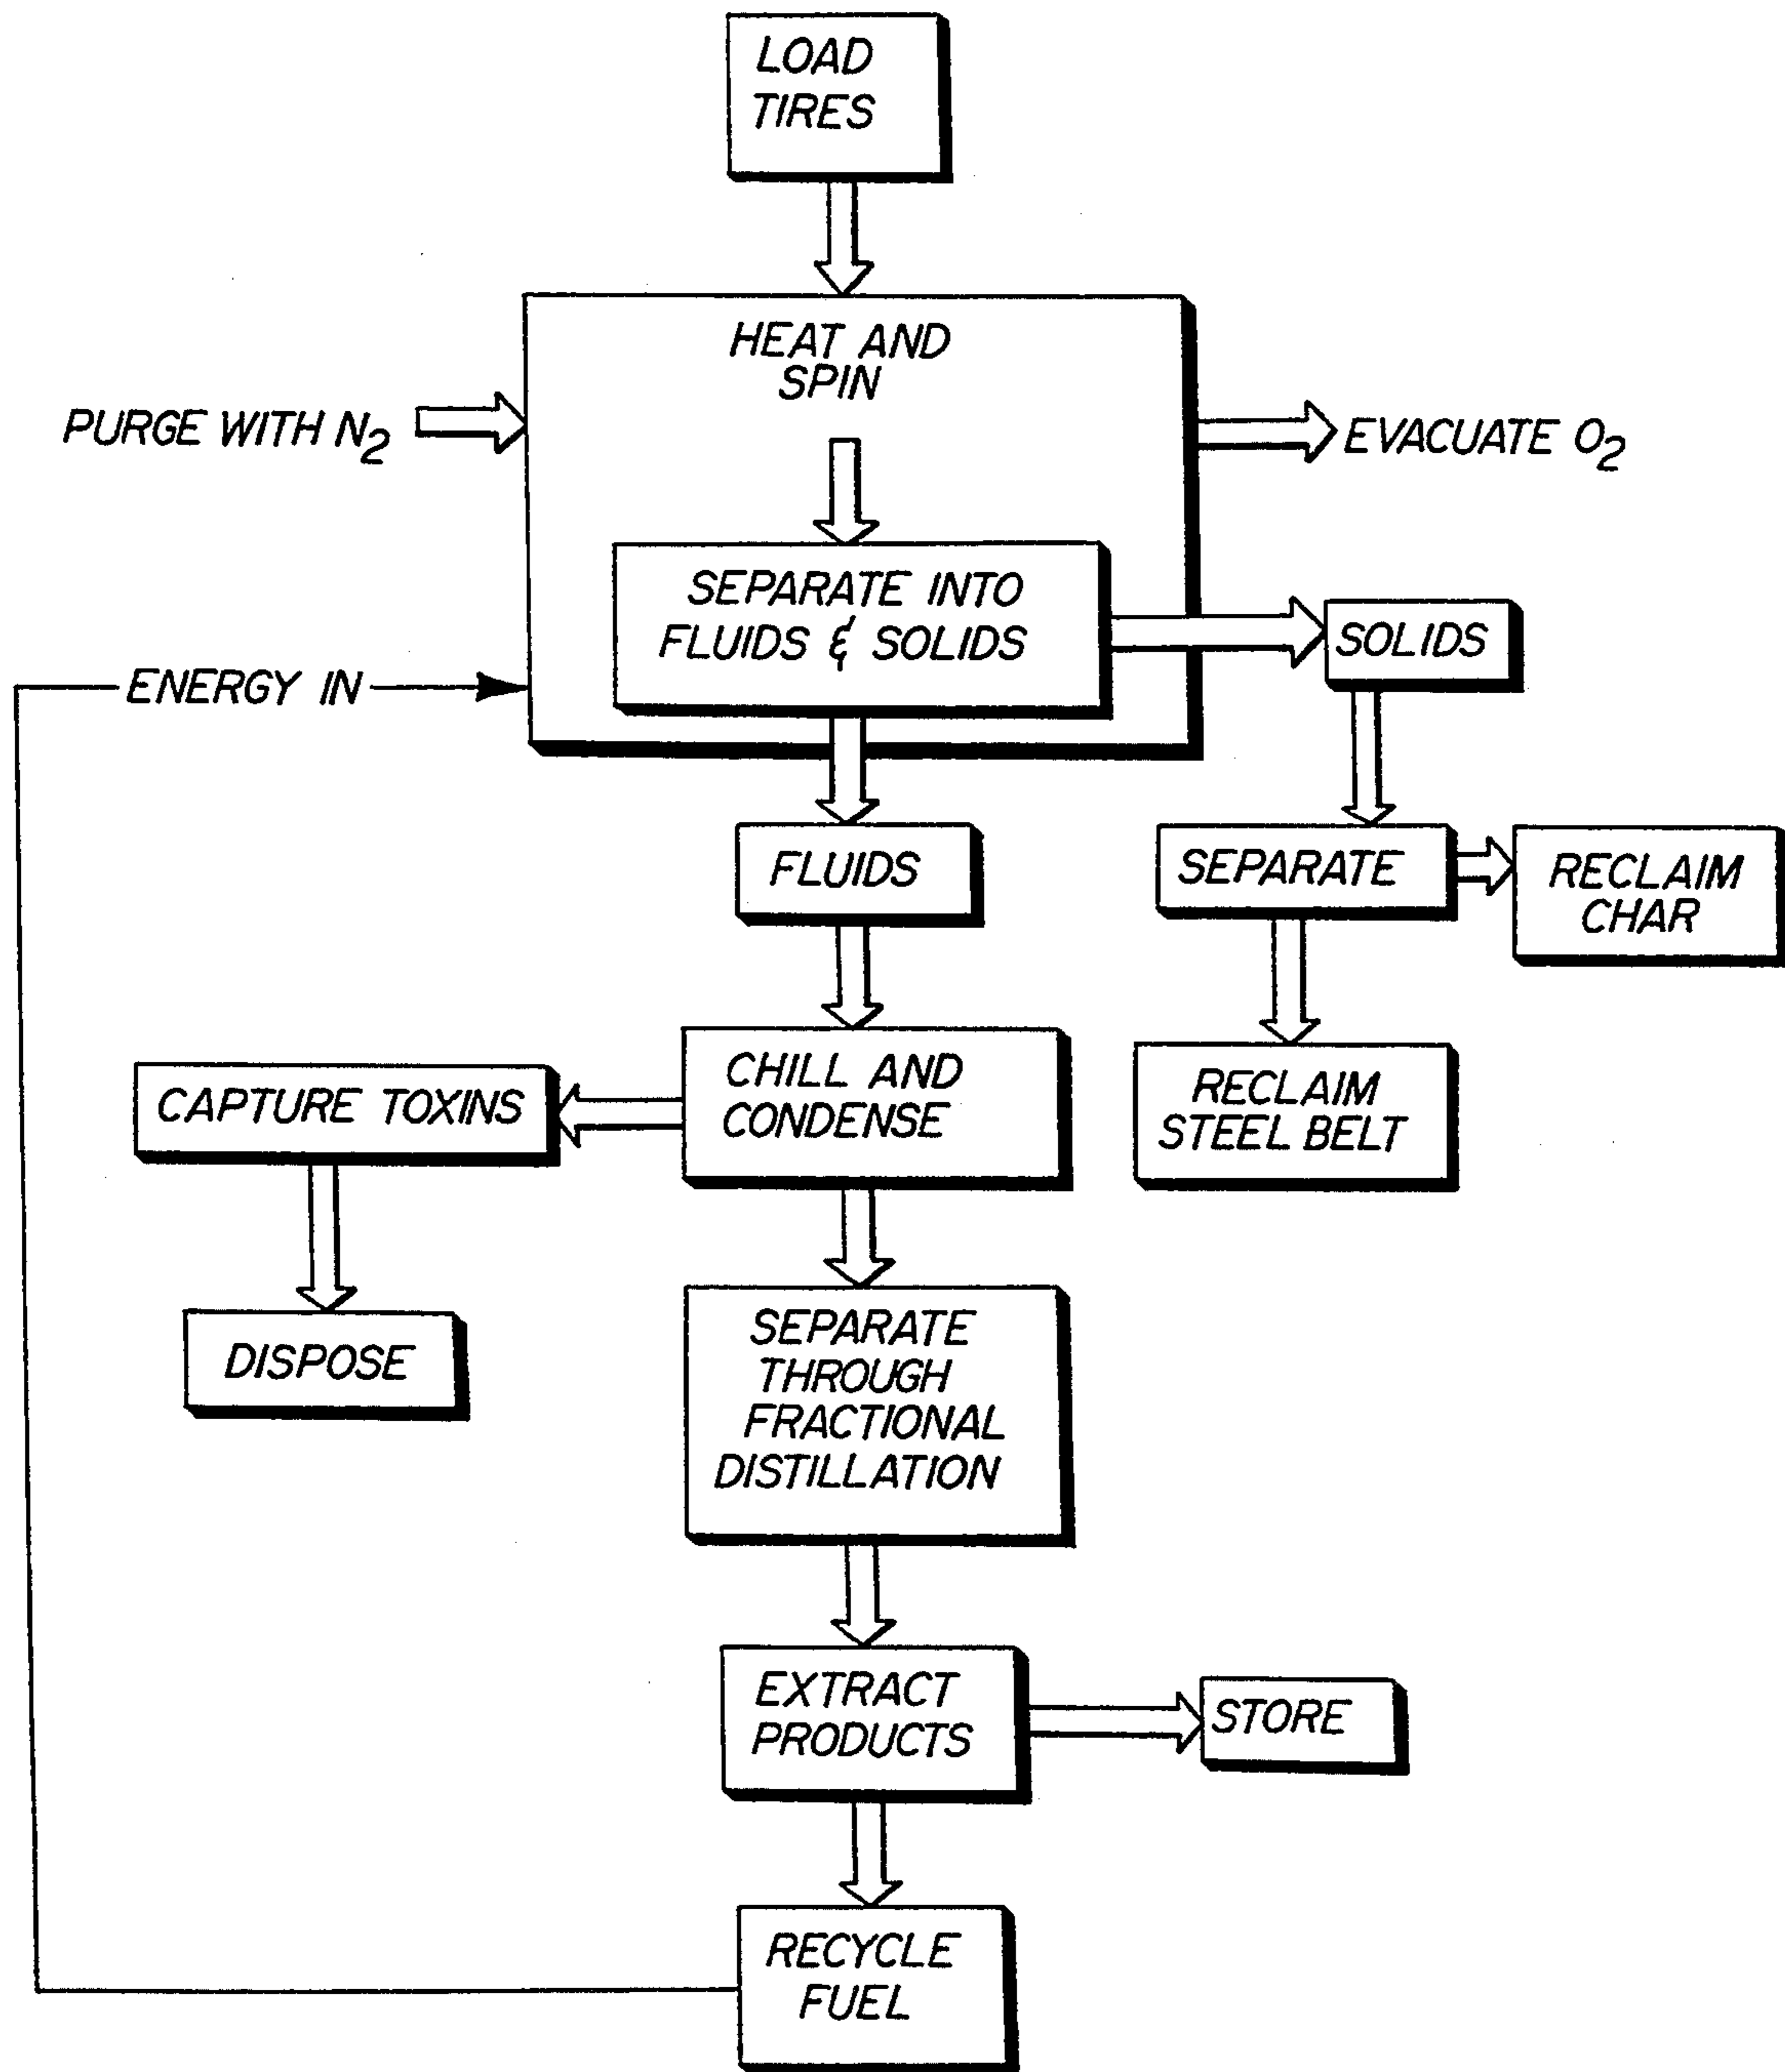 LOAD
TIRES
HEAT AND
SPIN
PURGE WITH N2
EVACUATE O2
SEPARATE INTO
FLUIDS & SOLIDS
SOLIDS
ENERGY IN
FLUIDS
SEPARATE
RECLAIM
CHAR
CHILL AND
CONDENSE
CAPTURE TOXINS
RECLAIM
STEEL BELT
DISPOSE
SEPARATE
THROUGH
FRACTIONAL
DISTILLATION
EXTRACT
PRODUCTS
STORE
RECYCLE
FUEL